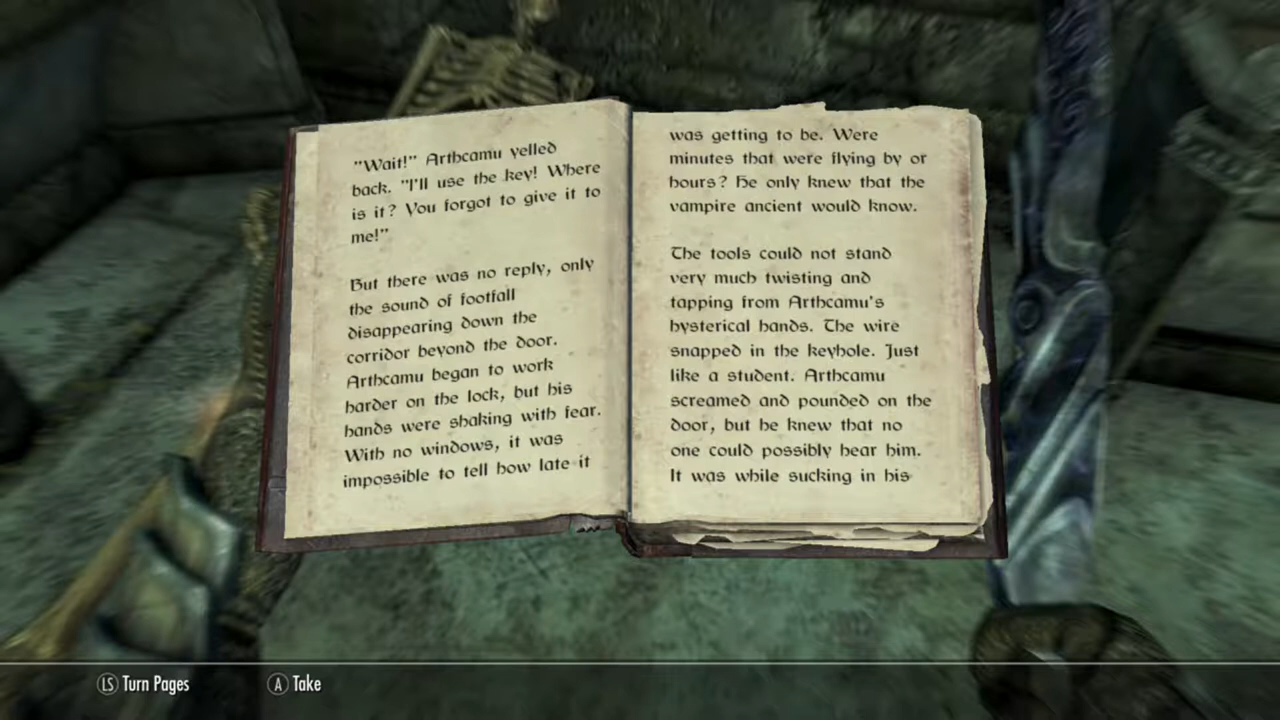 "Wait!" Arthcamu yelled
back. "I'll use the key! Where
is it? You forgot to give it to
me!"
But there was no reply, only
the sound of footfall
disappearing down the
corridor beyond the door.
Arthcamu began to work
harder on the lock, but his
hands were shaking with fear.
With no windows, it was
impossible to tell how late it
was getting to be. Were
minutes that were flying by or
hours? He only knew that the
vampire ancient would know.
The tools could not stand
very much twisting and
tapping from Arthcamu's
hysterical hands. The wire
snapped in the keyhole. Just
like a student. Arthcamu
screamed and pounded on the
door, but he knew that no
one could possibly hear him.
It was while sucking in his
LS Turn Pages
A Take